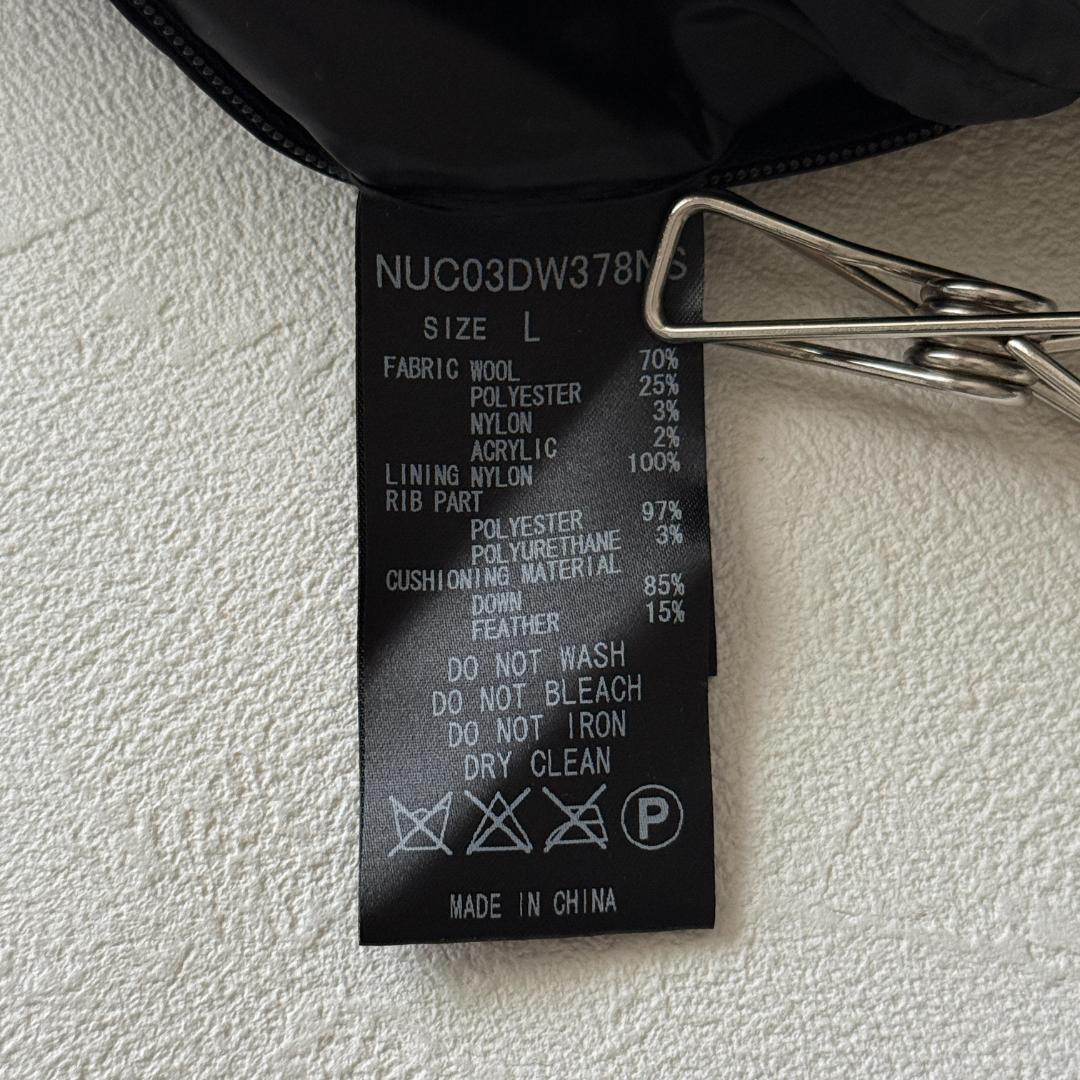 NUC03DW378NS
SIZE L
FABRIC WOOL 70%
POLYESTER 25%
NYLON 3%
ACRYLIC 2%
LINING NYLON 100%
RIB PART
POLYESTER 97%
POLYURETHANE 3%
CUSHIONING MATERIAL
DOWN 85%
FEATHER 15%
DO NOT WASH
DO NOT BLEACH
DO NOT IRON
DRY CLEAN
P
MADE IN CHINA